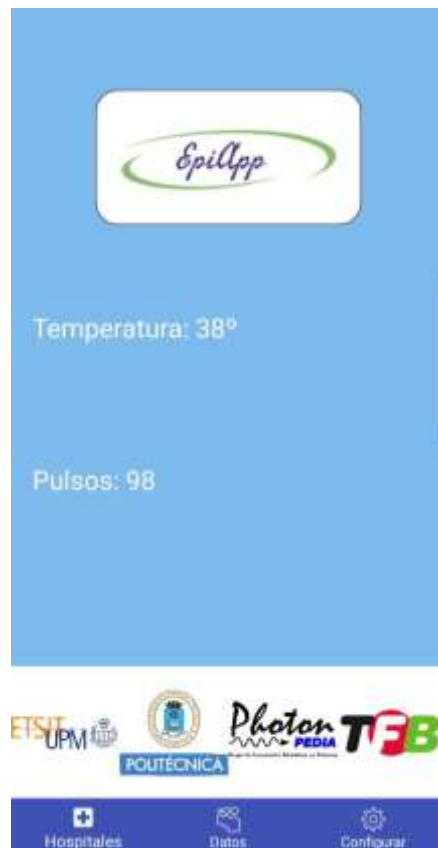 EpiApp
Temperatura: 38º
Pulsos: 98
ETSIT
UPM
POLITÉCNICA
Photon
PEDIA
TFB
Hospitales
Datos
Configurar